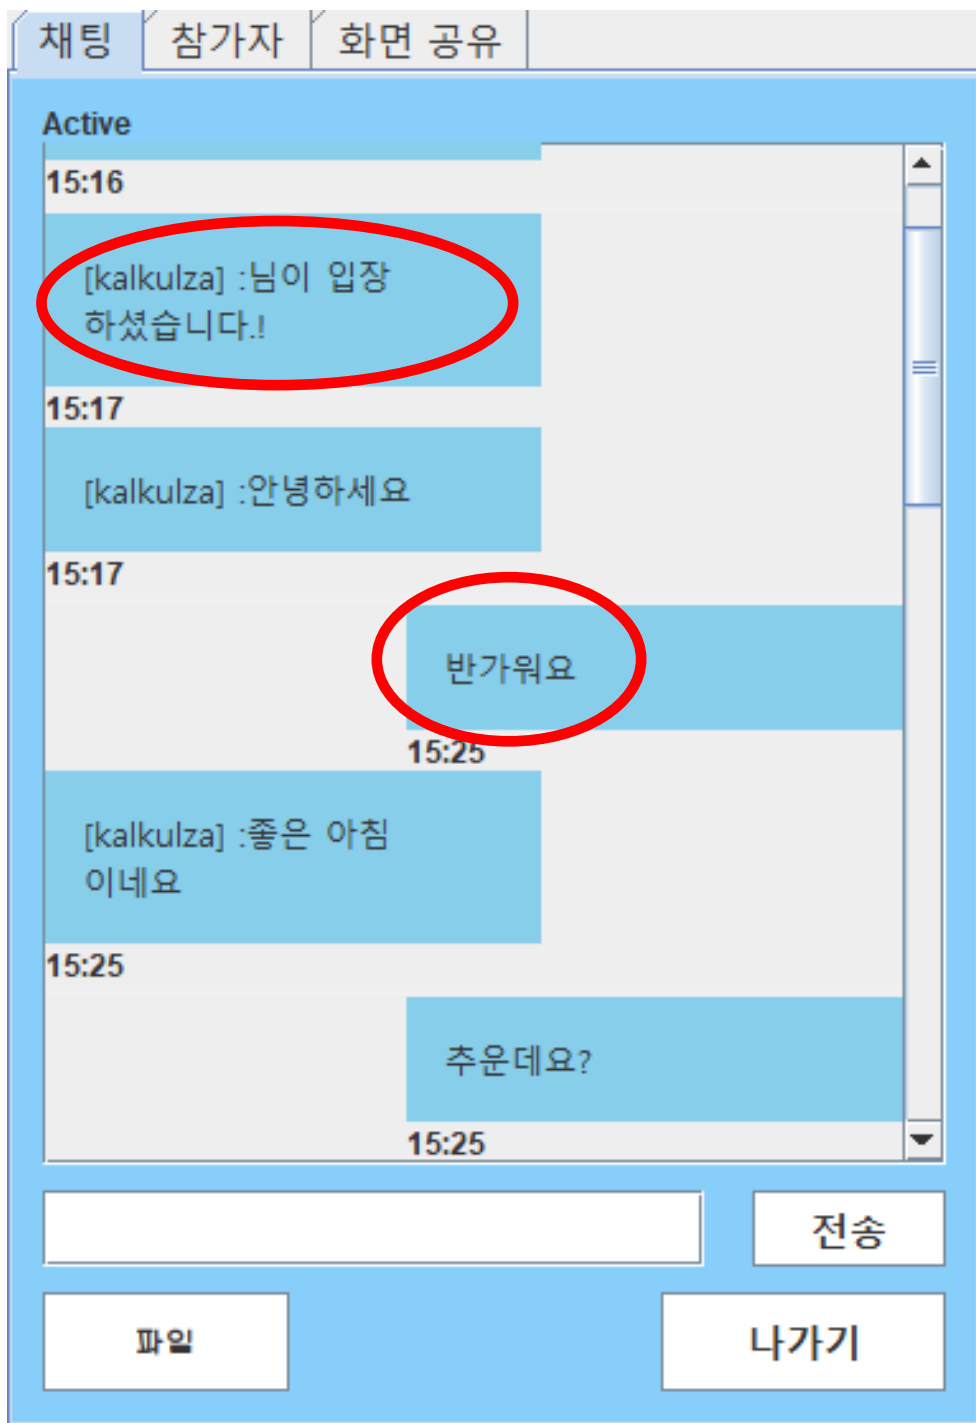 채팅 참가자 화면 공유
Active
15:16
[kalkulza] :님이 입장
하셨습니다.!
15:17
[kalkulza] :안녕하세요
15:17
반가워요
15:25
[kalkulza] :좋은 아침
이네요
15:25
추운데요?
15:25
전송
파일 나가기